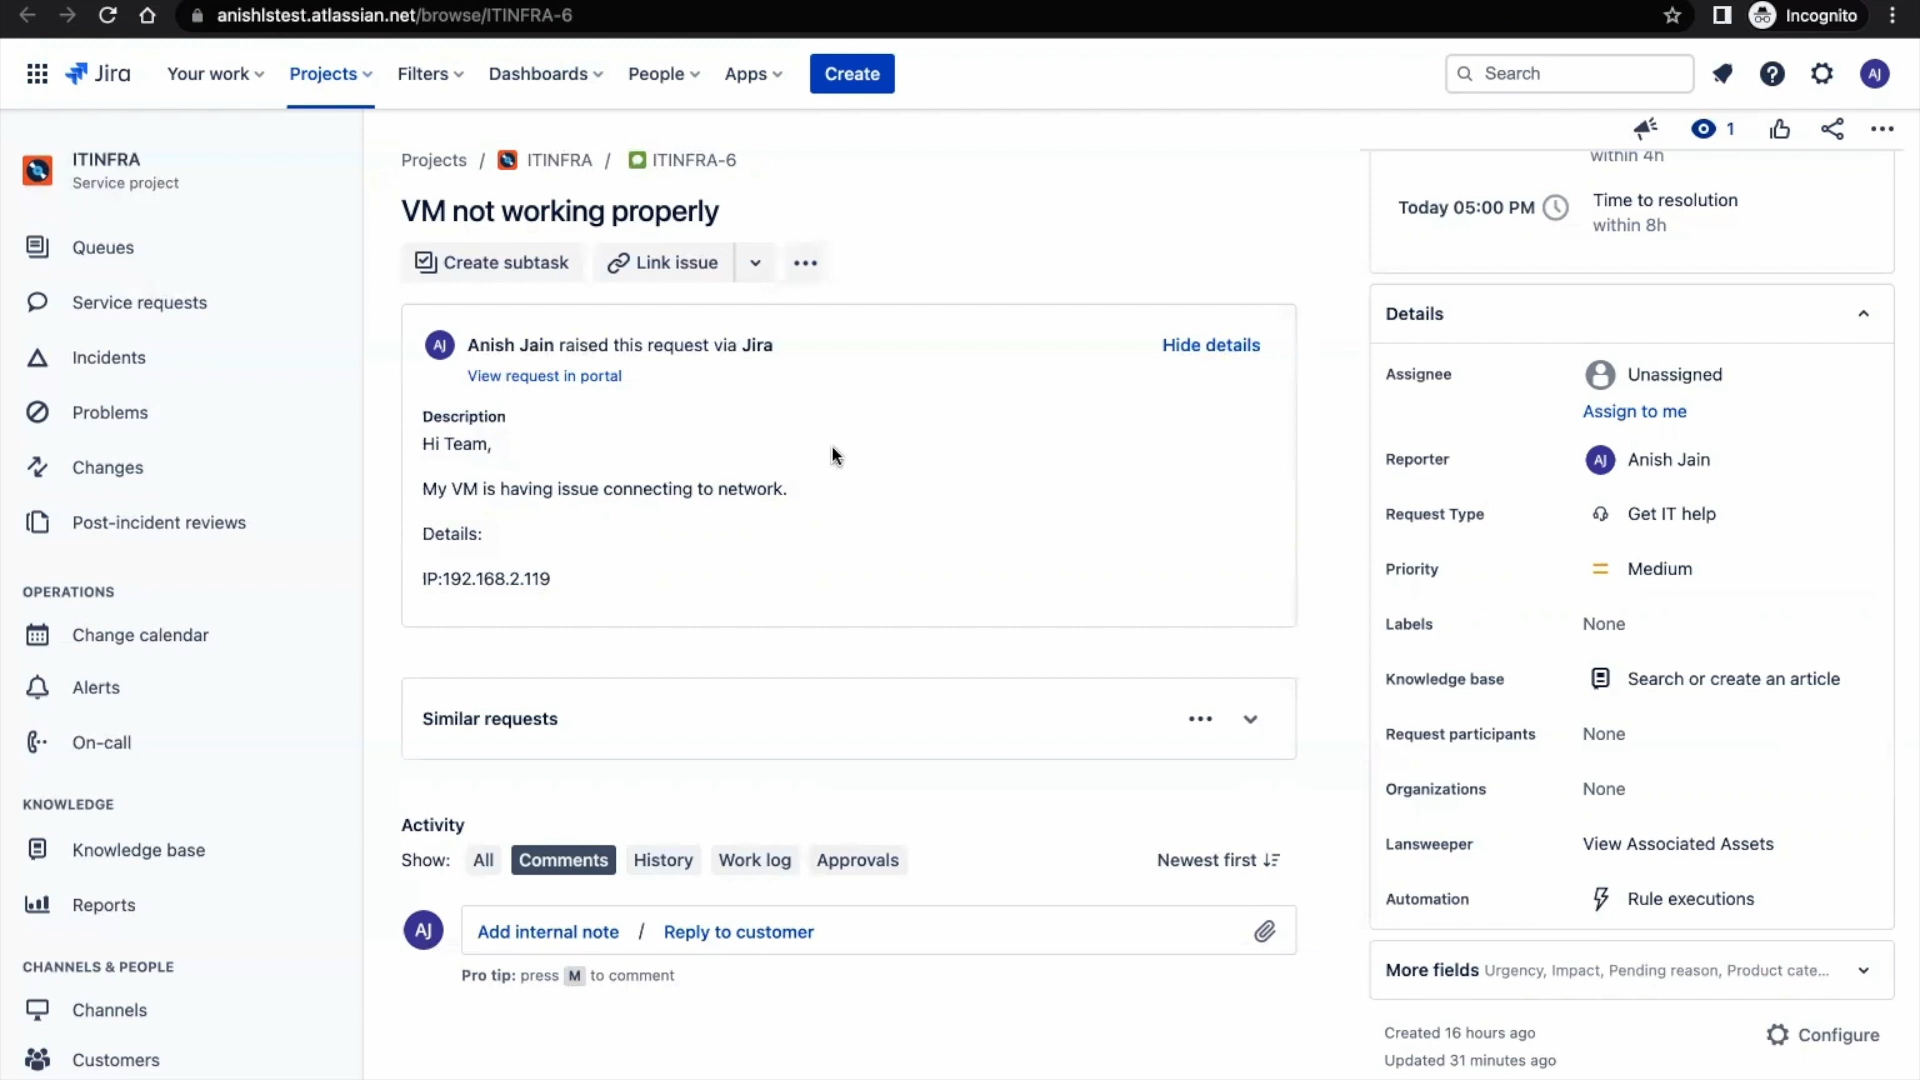 anishlstest.atlassian.net/browse/ITINFRA-6
Incognito
Jira
Your work
Projects
Filters
Dashboards
People
Apps
Create
Search
AJ
ITINFRA
Service project
Queues
Service requests
Incidents
Problems
Changes
Post-incident reviews
OPERATIONS
Change calendar
Alerts
On-call
KNOWLEDGE
Knowledge base
Reports
CHANNELS & PEOPLE
Channels
Customers
Projects / ITINFRA / ITINFRA-6
VM not working properly
Create subtask
Link issue
AJ
Anish Jain raised this request via Jira
Hide details
View request in portal
Description
Hi Team,
My VM is having issue connecting to network.
Details:
IP:192.168.2.119
Similar requests
Activity
Show: All Comments History Work log Approvals
Newest first
AJ
Add internal note / Reply to customer
Pro tip: press M to comment
1
within 4h
Today 05:00 PM
Time to resolution
within 8h
Details
Assignee
Unassigned
Assign to me
Reporter
AJ
Anish Jain
Request Type
Get IT help
Priority
Medium
Labels
None
Knowledge base
Search or create an article
Request participants
None
Organizations
None
Lansweeper
View Associated Assets
Automation
Rule executions
More fields Urgency, Impact, Pending reason, Product cate...
Created 16 hours ago
Updated 31 minutes ago
Configure